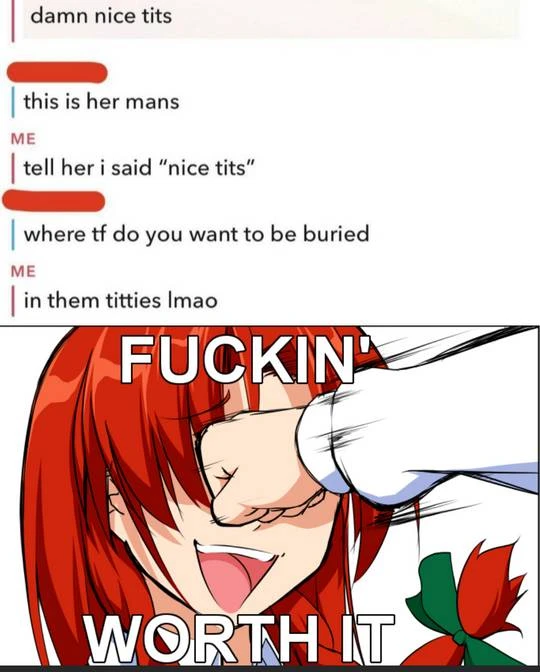 damn nice tits
this is her mans
ME
tell her i said “nice tits”
where tf do you want to be buried
ME
in them titties lmao
FUCKIN'
WORTH IT